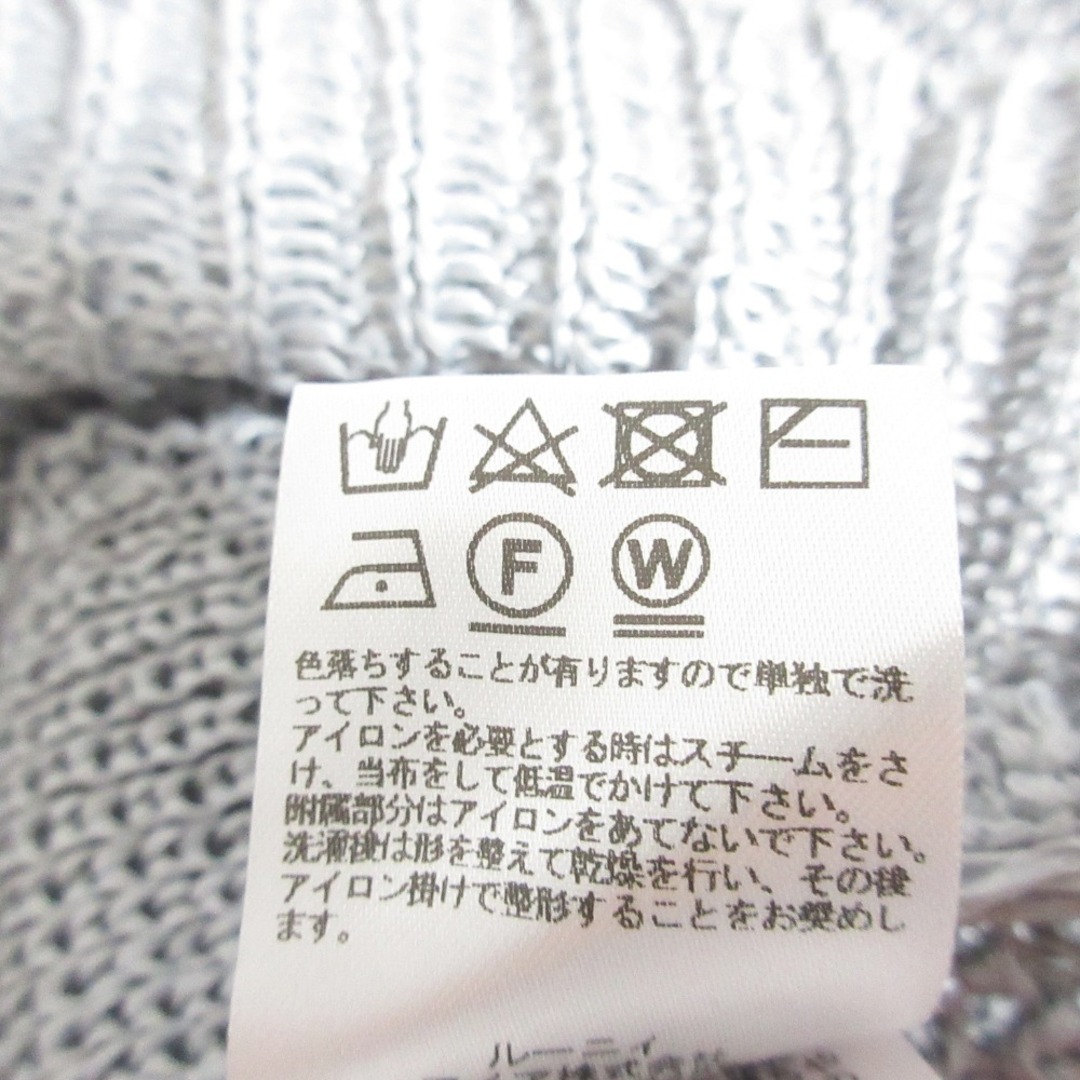 F W
色落ちすることが有りますので単独で洗
って下さい。
アイロンを必要とする時はスチームをさ
け、当布をして低温でかけて下さい。
附属部分はアイロンをあてないで下さい。
洗濯後は形を整えて乾燥を行い、その後
アイロン掛けで整形することをお奨めし
ます。
ルーニィ